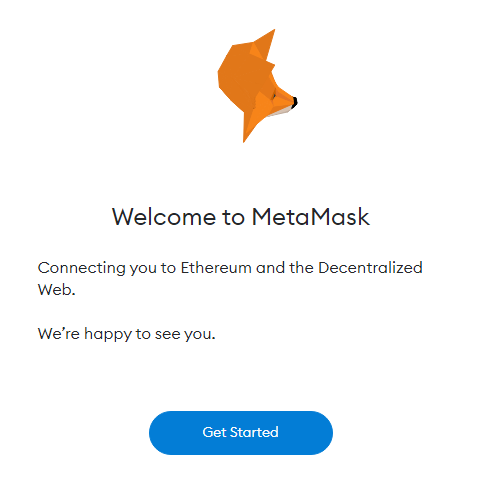 Welcome to MetaMask
Connecting you to Ethereum and the Decentralized
Web.
We’re happy to see you.
Get Started